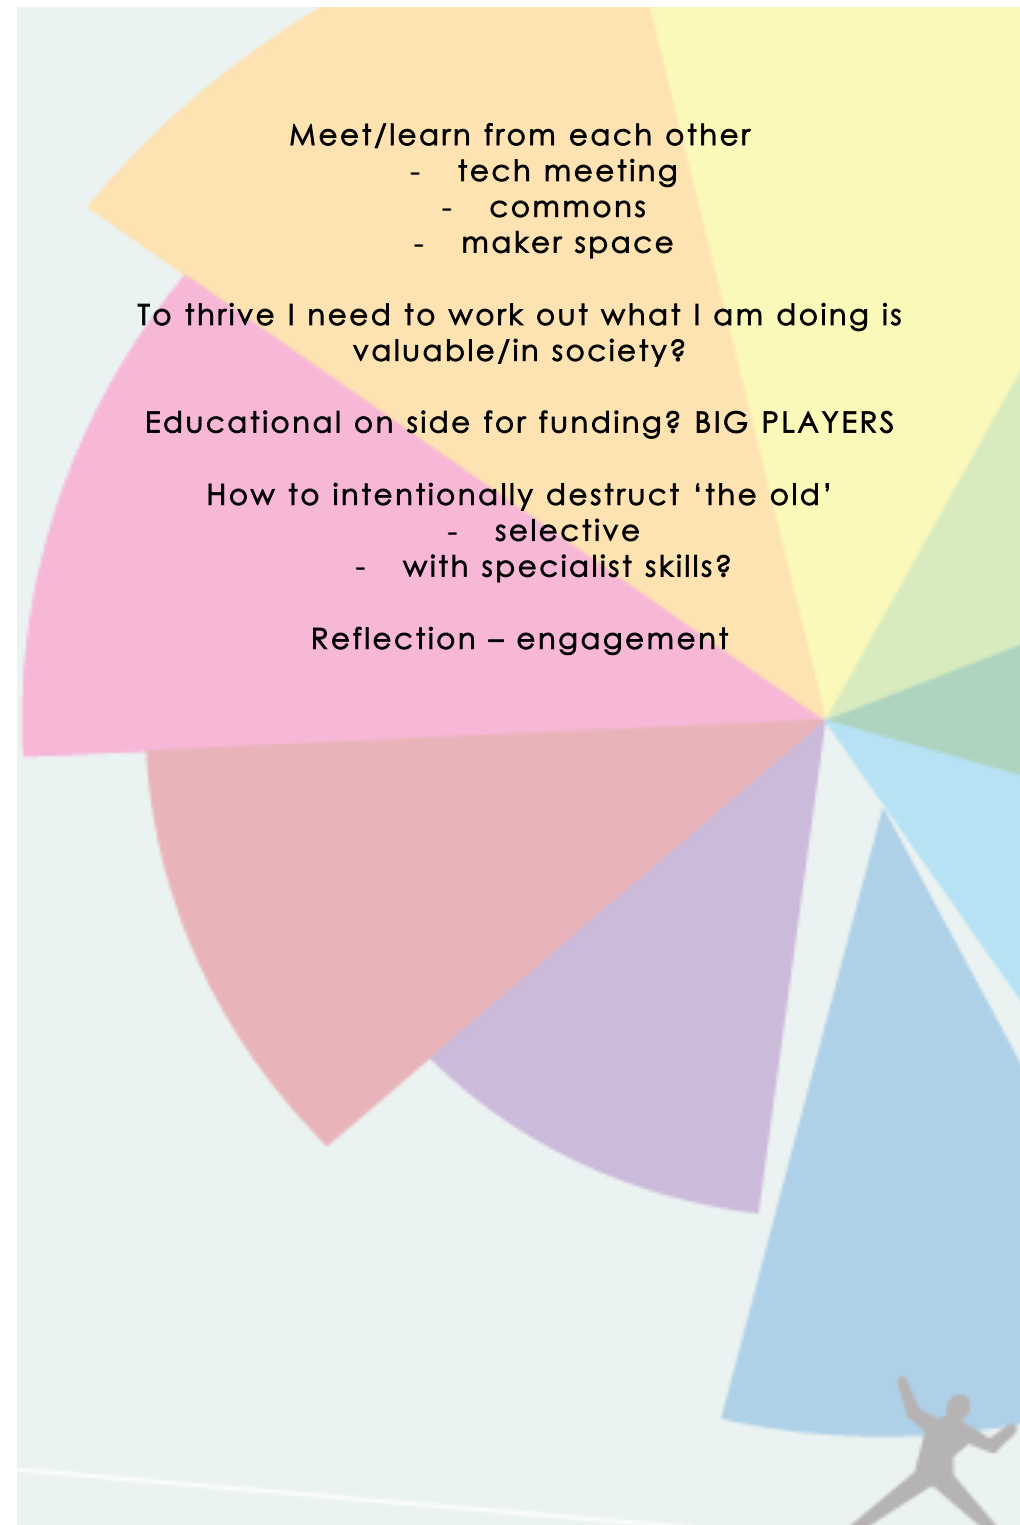 Meet/learn from each other
- tech meeting
- commons
- maker space
To thrive I need to work out what I am doing is
valuable/in society?
Educational on side for funding? BIG PLAYERS
How to intentionally destruct ‘the old’
- selective
- with specialist skills?
Reflection – engagement